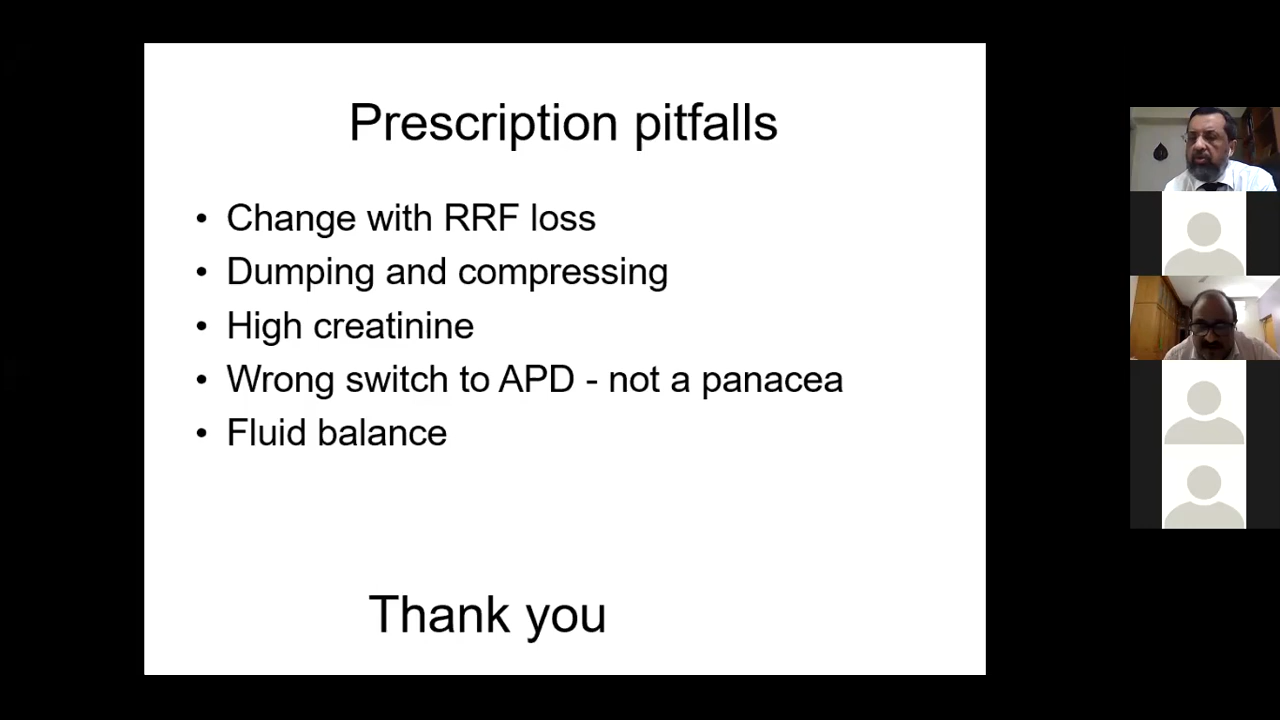 Prescription pitfalls
• Change with RRF loss
• Dumping and compressing
• High creatinine
• Wrong switch to APD - not a panacea
• Fluid balance
Thank you